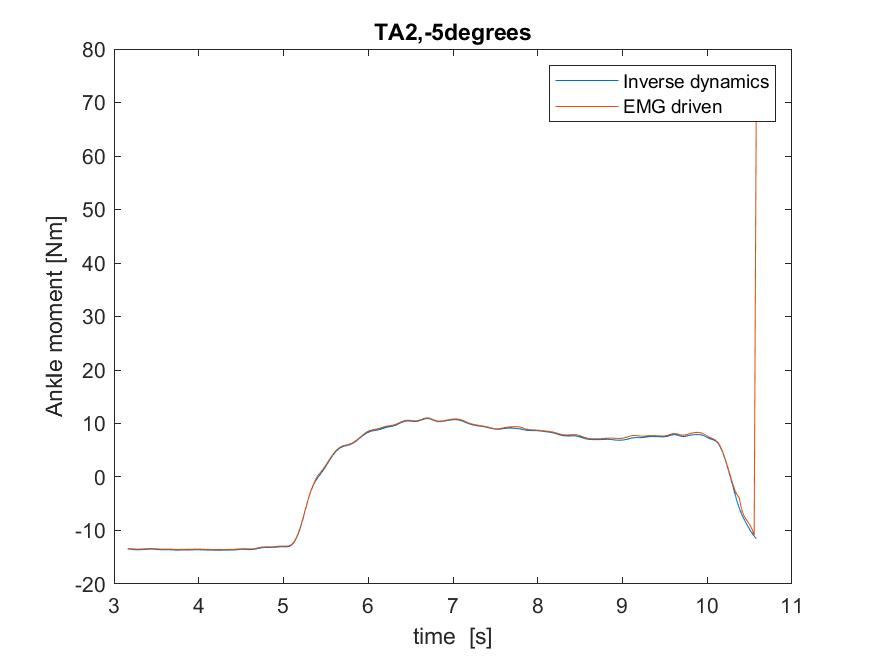 TA2,-5degrees
80
70
60
50
40
30
20
10
0
-10
-20
Ankle moment [Nm]
Inverse dynamics
EMG driven
3 4 5 6 7 8 9 10 11
time [s]